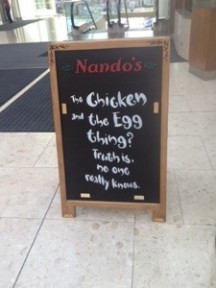 Nando's
The Chicken
and the Egg
thing?
Truth is,
no one
really knows.